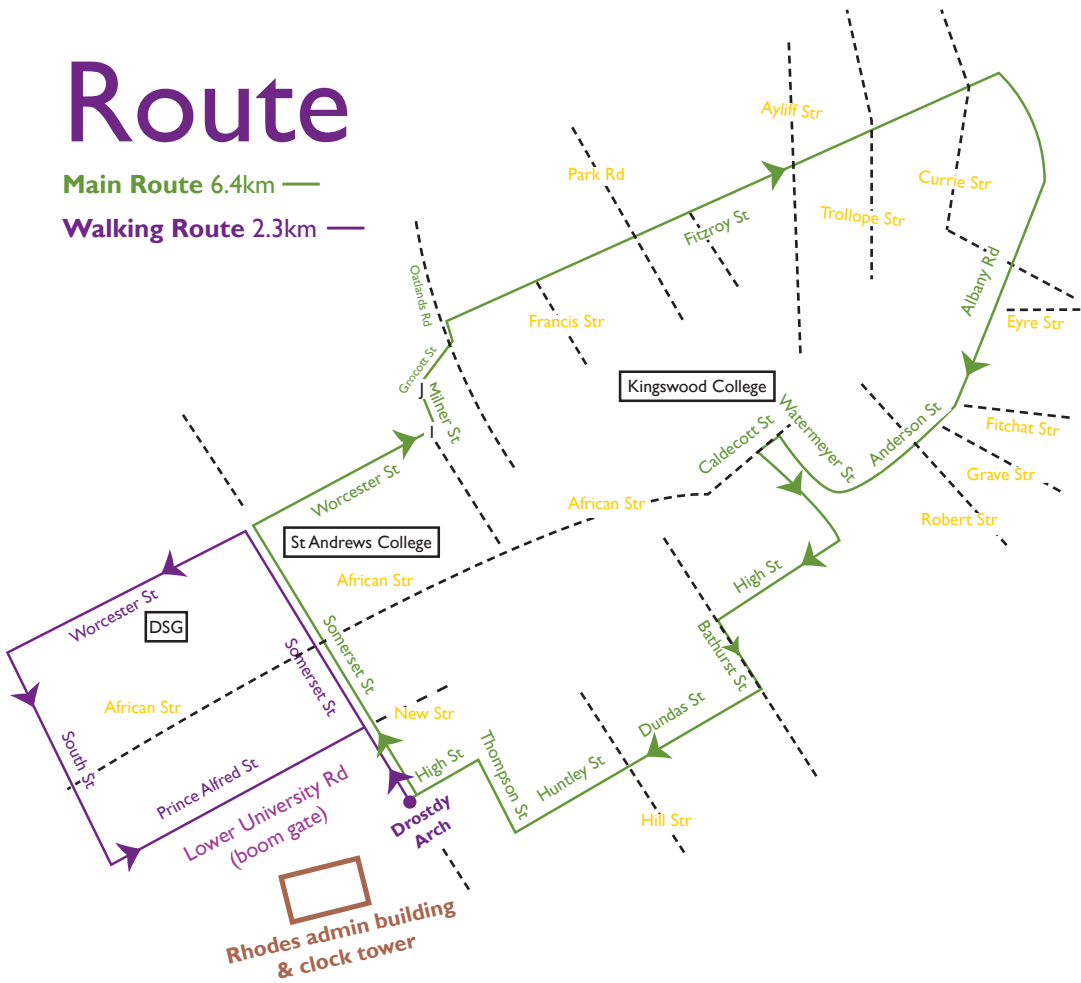 Route
Main Route 6.4km
Walking Route 2.3km
Ayliff Str
Park Rd
Currie Str
Trollope Str
Fitzroy St
Oatlands Rd
Albany Rd
Francis Str
Eyre Str
Grocott St
Kingswood College
Milner St
Watermeyer St
Caldecott St
Anderson St
Fitchat Str
Grave Str
Worcester St
African Str
Robert Str
St Andrews College
African Str
High St
Worcester St
DSG
Somerset St
Somerset St
Bathurst St
African Str
New Str
Dundas St
South St
High St
Thompson St
Huntley St
Prince Alfred St
Lower University Rd
(boom gate)
Drostdy
Arch
Hill Str
Rhodes admin building
& clock tower